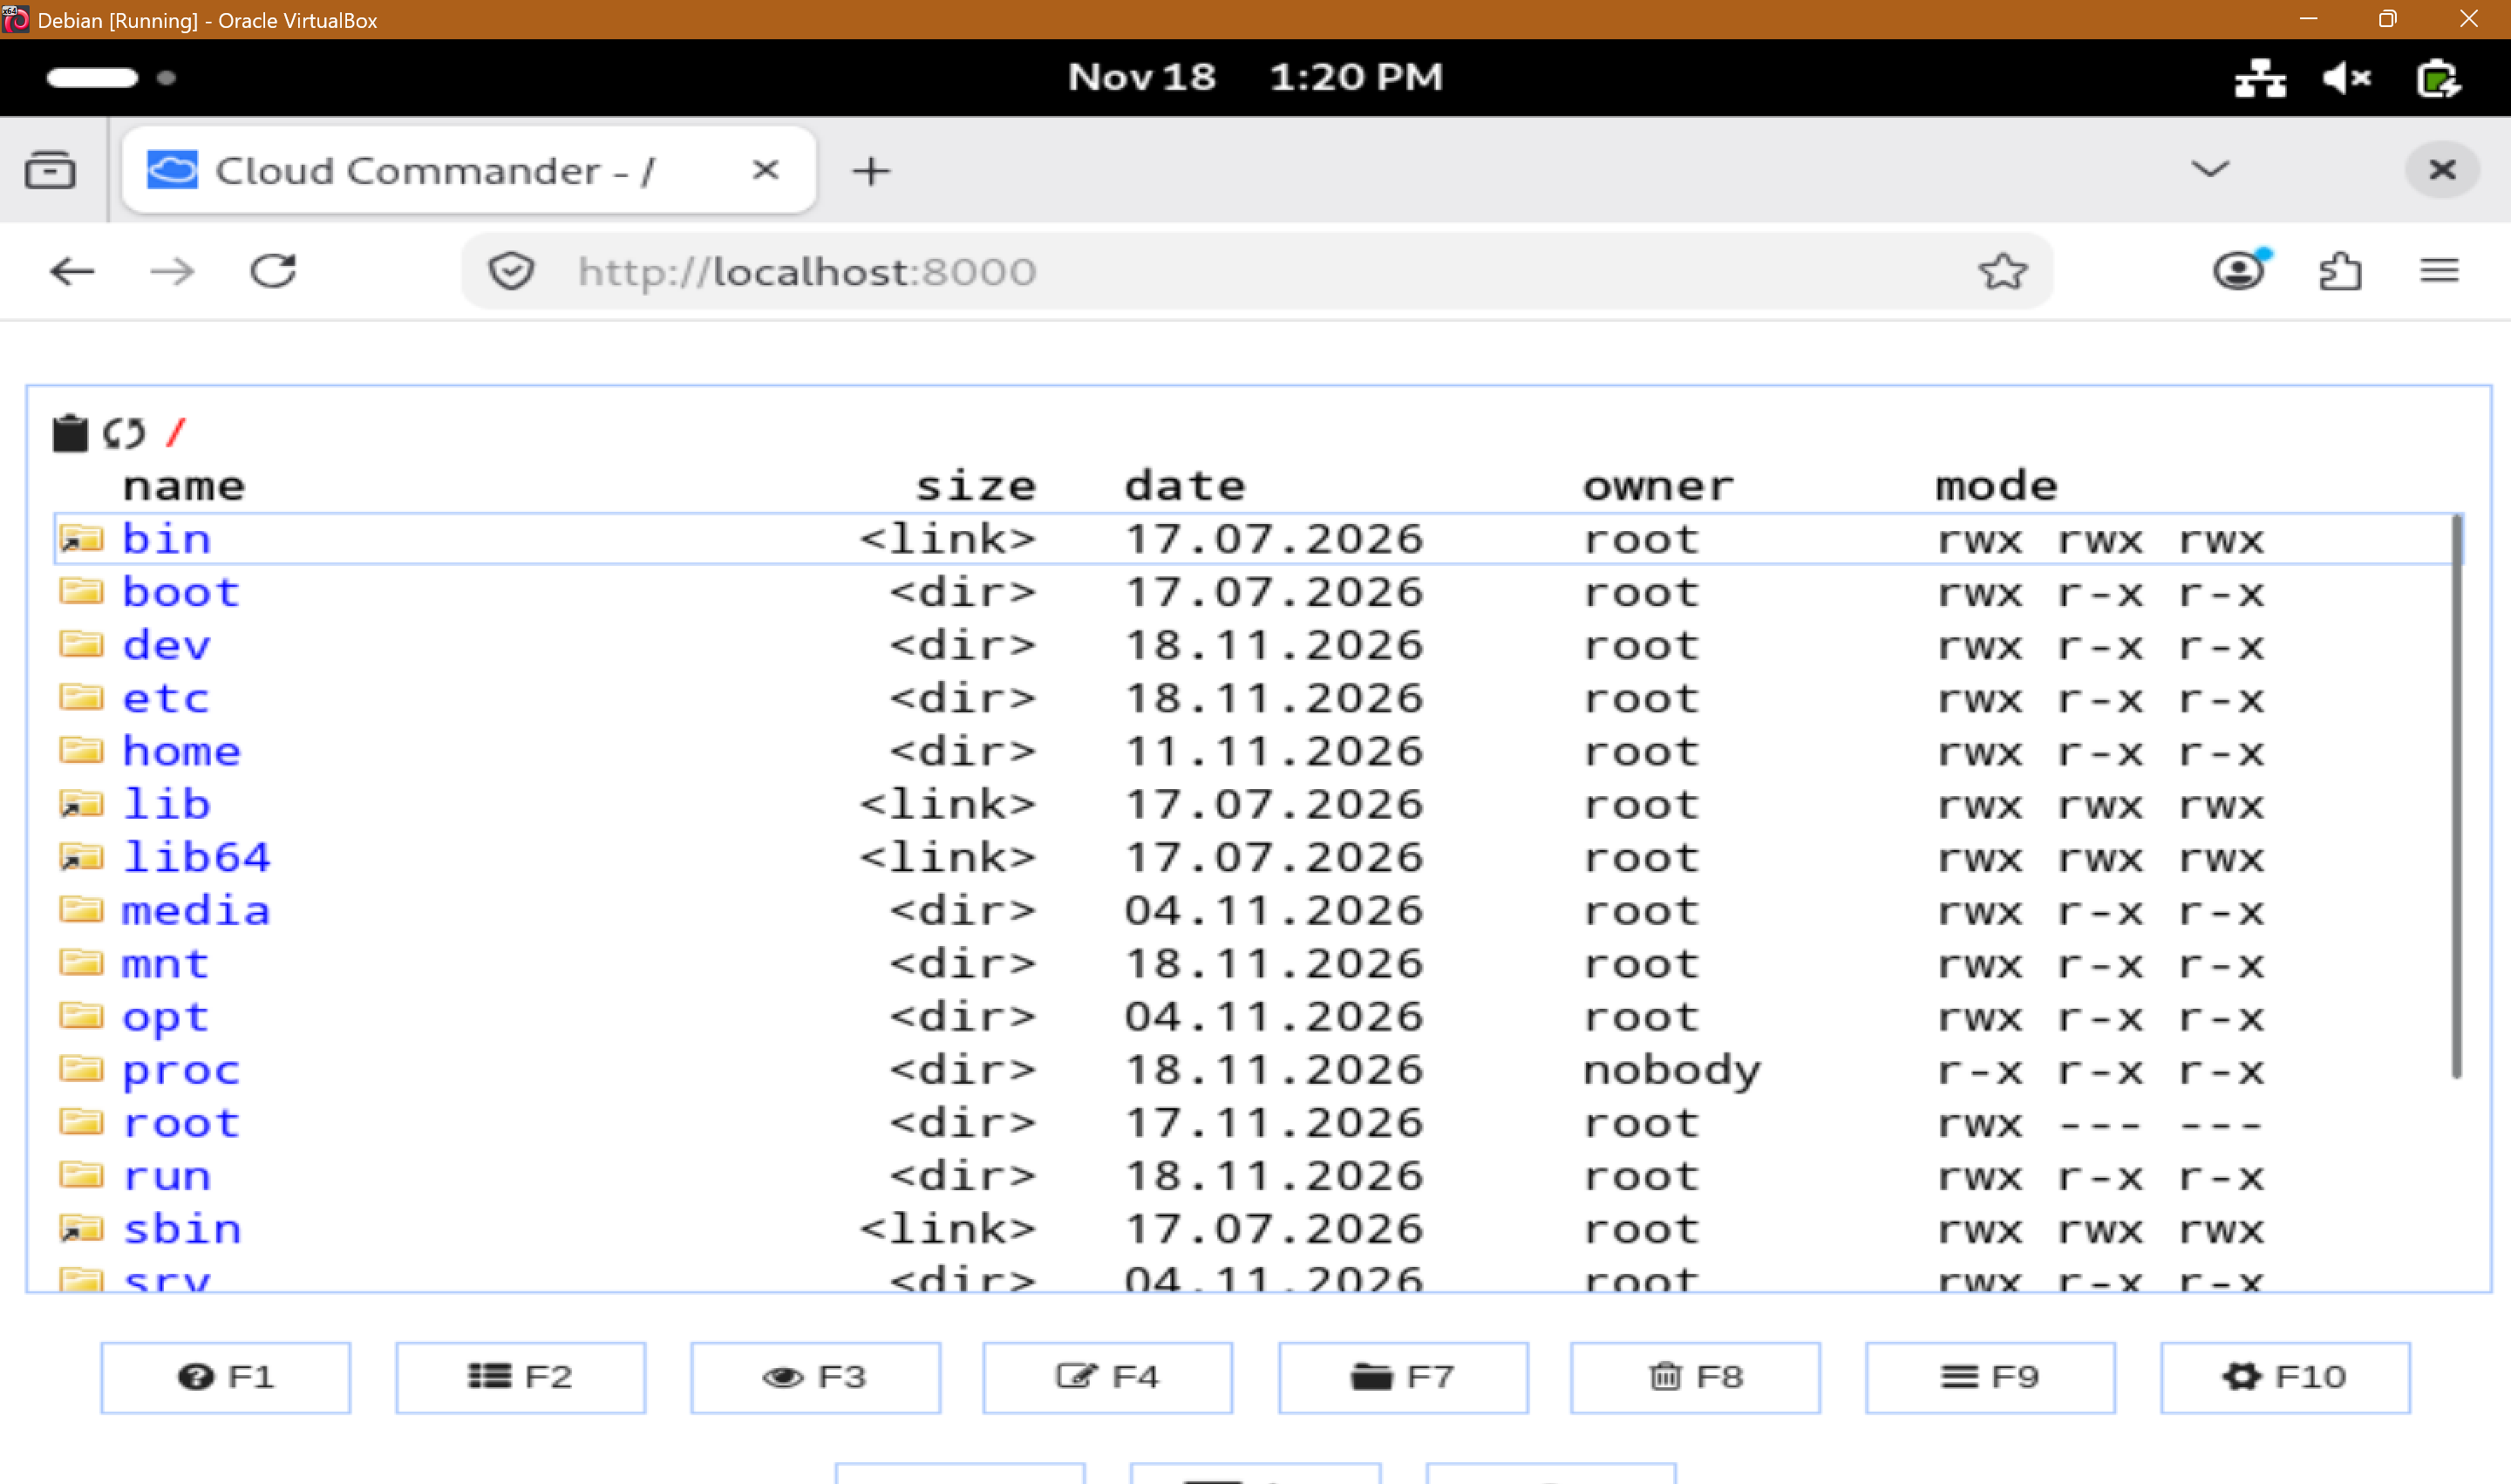 Debian [Running] - Oracle VirtualBox
Nov 18 1:20 PM
Cloud Commander - /
http://localhost:8000
/
name size date owner mode
bin <link> 17.07.2026 root rwx rwx rwx
boot <dir> 17.07.2026 root rwx r-x r-x
dev <dir> 18.11.2026 root rwx r-x r-x
etc <dir> 18.11.2026 root rwx r-x r-x
home <dir> 11.11.2026 root rwx r-x r-x
lib <link> 17.07.2026 root rwx rwx rwx
lib64 <link> 17.07.2026 root rwx rwx rwx
media <dir> 04.11.2026 root rwx r-x r-x
mnt <dir> 18.11.2026 root rwx r-x r-x
opt <dir> 04.11.2026 root rwx r-x r-x
proc <dir> 18.11.2026 nobody r-x r-x r-x
root <dir> 17.11.2026 root rwx --- ---
run <dir> 18.11.2026 root rwx r-x r-x
sbin <link> 17.07.2026 root rwx rwx rwx
srv <dir> 04.11.2026 root rwx r-x r-x
F1 F2 F3 F4 F7 F8 F9 F10